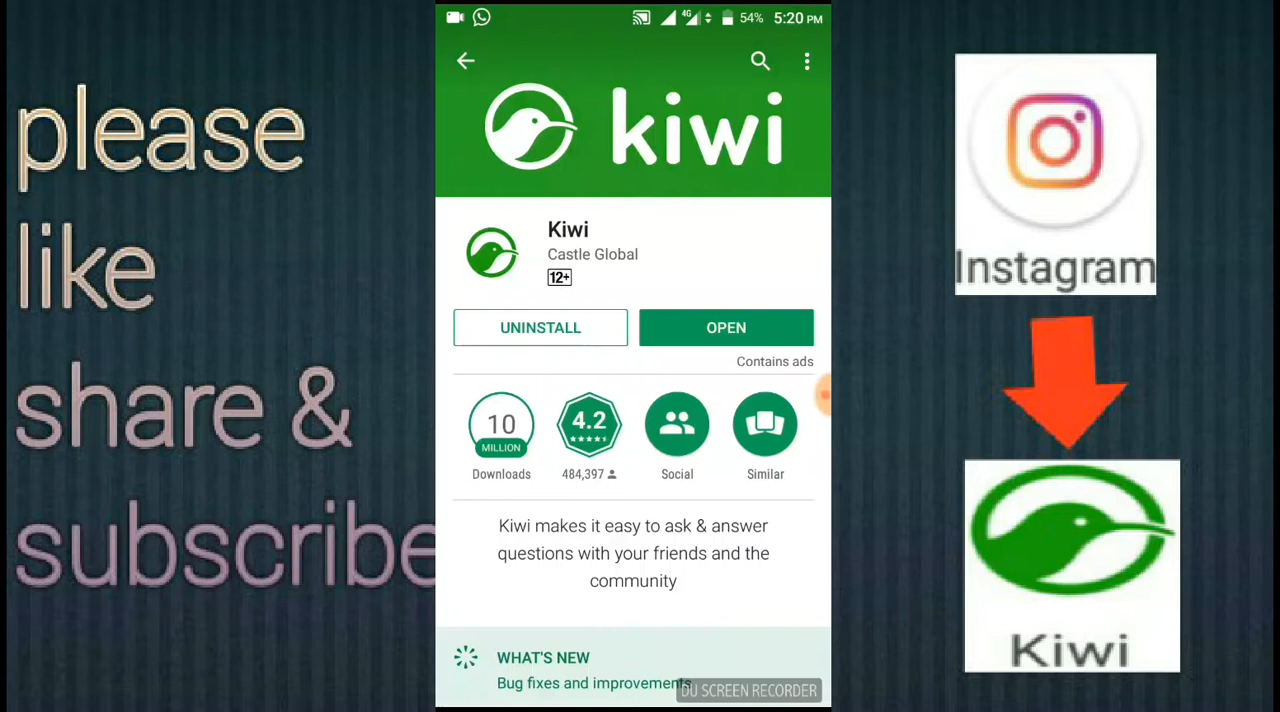 please
like
share &
subscribe
54% 5:20 PM
4G
kiwi
Kiwi
Castle Global
12+
UNINSTALL
OPEN
Contains ads
10
MILLION
Downloads
4.2
484,397
Social
Similar
Kiwi makes it easy to ask & answer
questions with your friends and the
community
WHAT'S NEW
Bug fixes and improvements
DU SCREEN RECORDER
Instagram
Kiwi